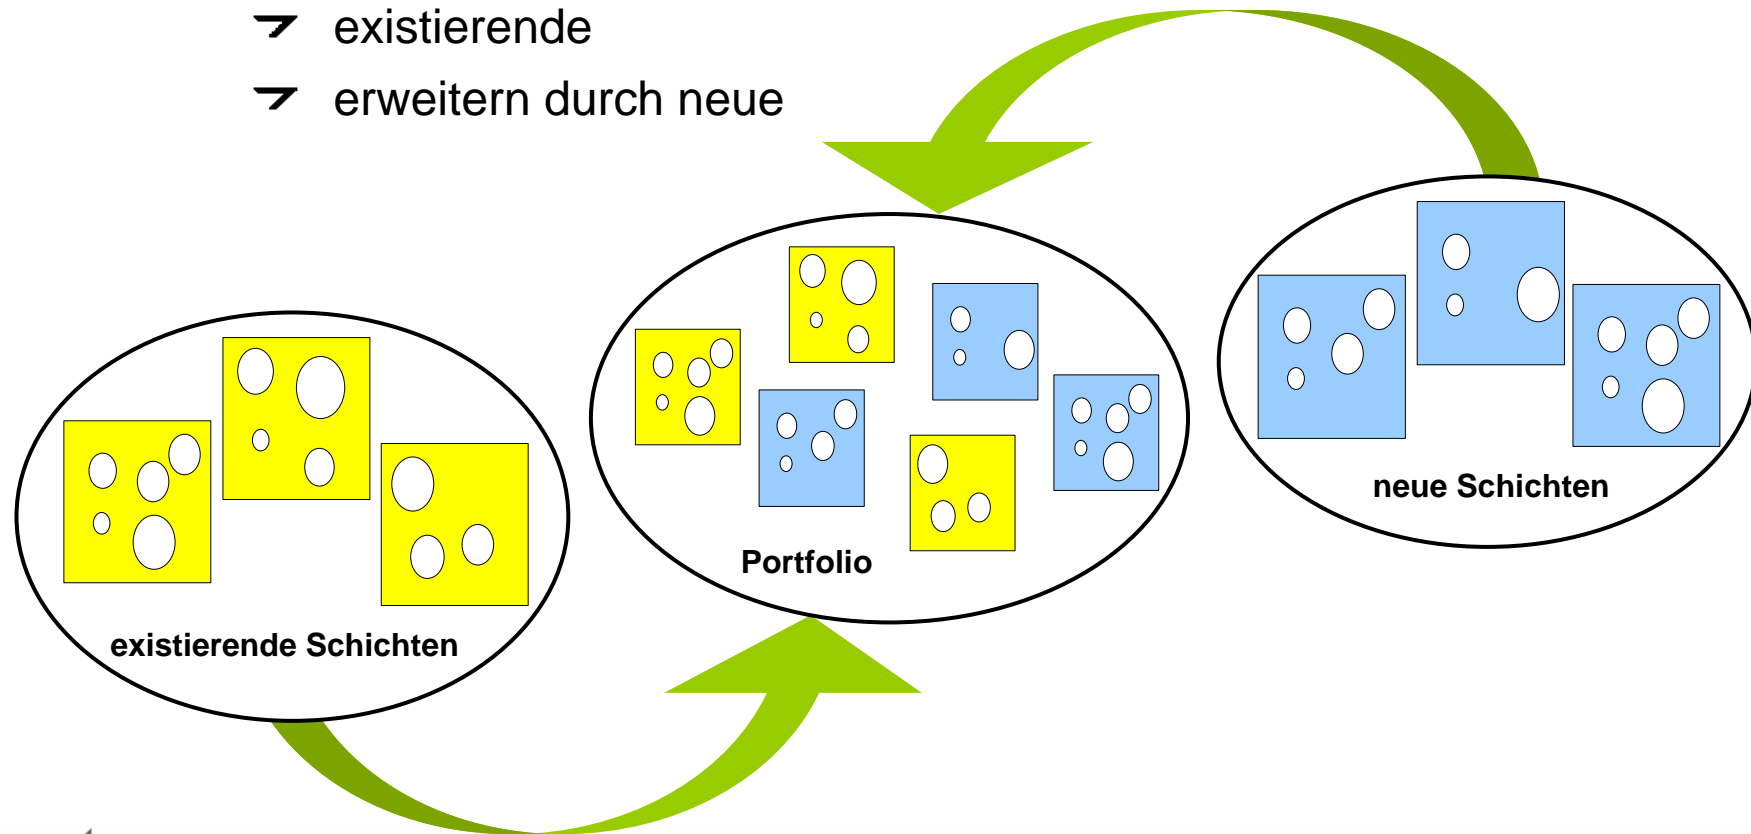 existierende
erweitern durch neue
neue Schichten
Portfolio
existierende Schichten